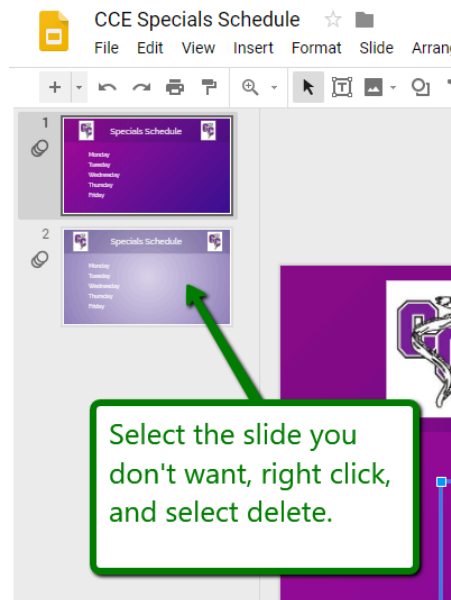 CCE Specials Schedule
File Edit View Insert Format Slide Arran
1
Specials Schedule
Monday
Tuesday
Wednesday
Thursday
Friday
2
Specials Schedule
Monday
Tuesday
Wednesday
Thursday
Friday
Select the slide you
don't want, right click,
and select delete.